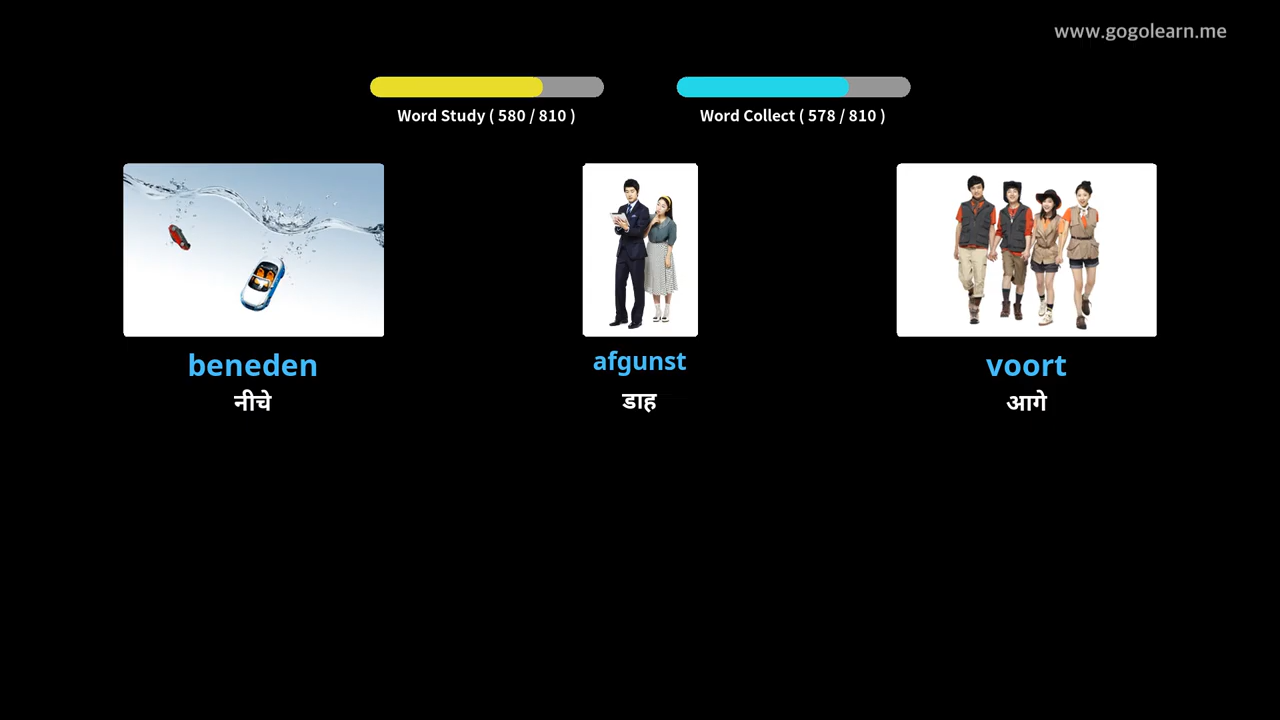 www.gogolearn.me
Word Study ( 580 / 810 )
Word Collect ( 578 / 810 )
beneden
नीचे
afgunst
डाह
voort
आगे